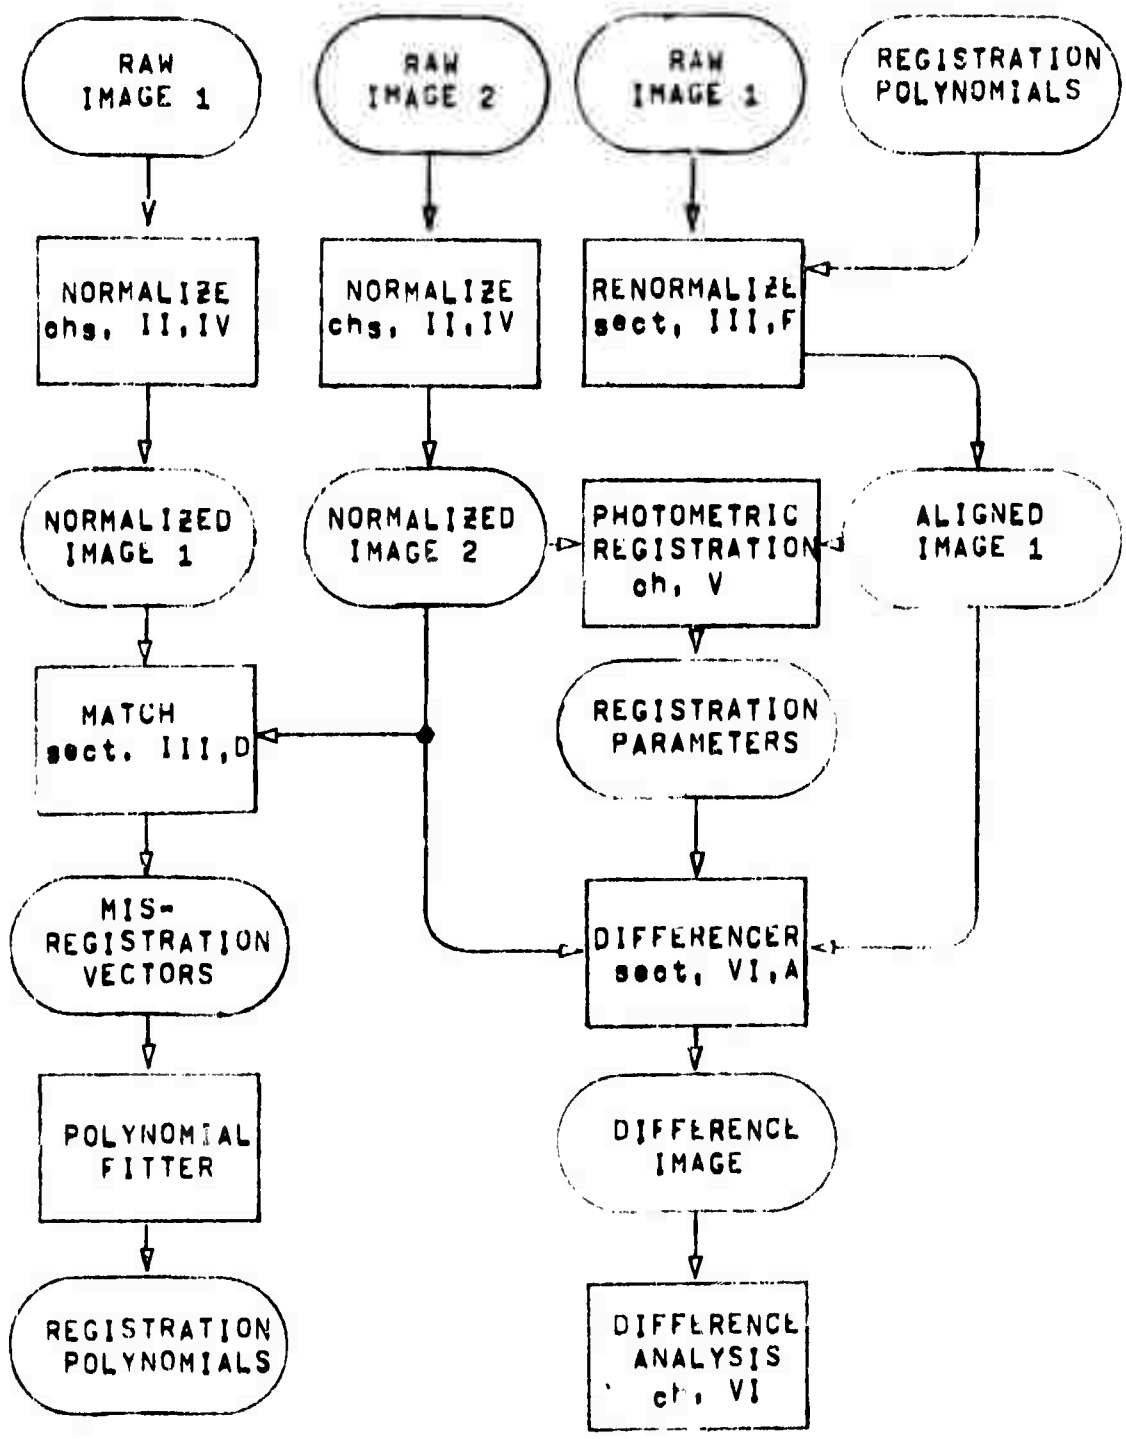 RAW
IMAGE 1
RAW
IMAGE 2
RAW
IMAGE 1
REGISTRATION
POLYNOMIALS
NORMALIZE
chs, II,IV
NORMALIZE
chs, II,IV
RENORMALIZE
sect, III,F
NORMALIZED
IMAGE 1
NORMALIZED
IMAGE 2
PHOTOMETRIC
REGISTRATION
ch, V
ALIGNED
IMAGE 1
MATCH
sect. III,D
REGISTRATION
PARAMETERS
MIS-
REGISTRATION
VECTORS
DIFFERENCER
sect, VI,A
POLYNOMIAL
FITTER
DIFFERENCE
IMAGE
REGISTRATION
POLYNOMIALS
DIFFERENCE
ANALYSIS
ch, VI